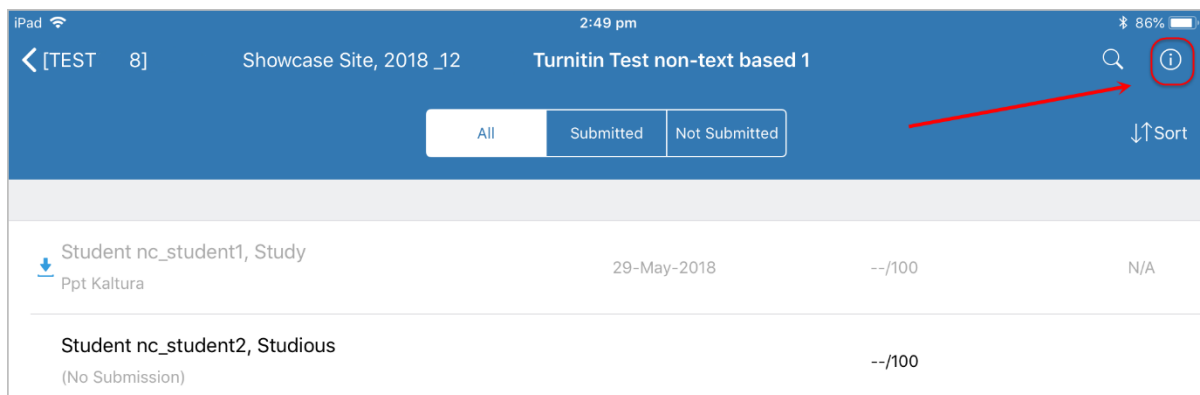 iPad 2:49 pm 86%
[TEST 8] Showcase Site, 2018 _12 Turnitin Test non-text based 1
All Submitted Not Submitted Sort
Student nc_student1, Study
29-May-2018 --/100 N/A
Ppt Kaltura
Student nc_student2, Studious
--/100
(No Submission)